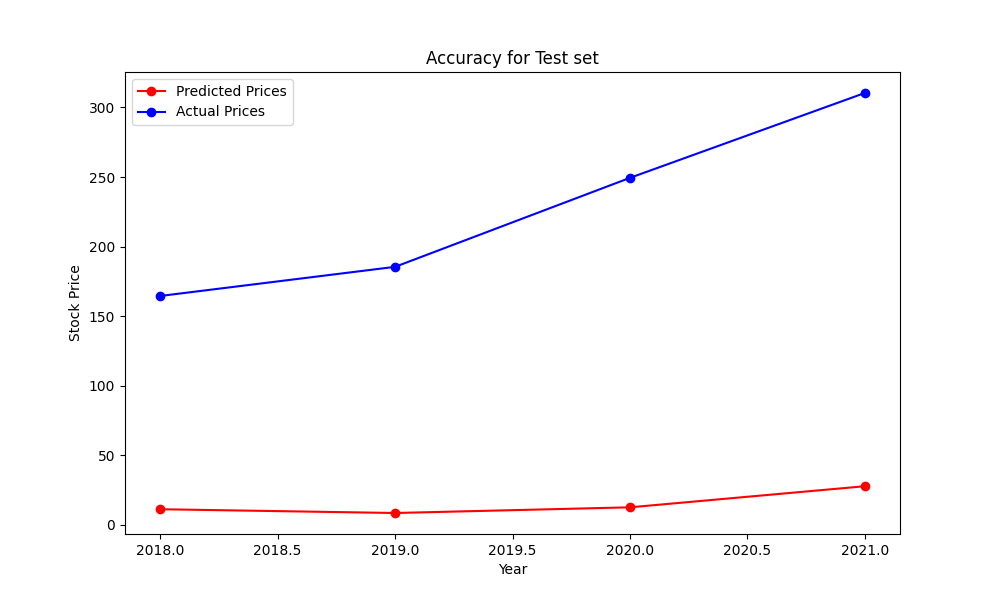 Accuracy for Test set
Predicted Prices
Actual Prices
300
250
200
150
100
50
0
Stock Price
2018.0 2018.5 2019.0 2019.5 2020.0 2020.5 2021.0
Year